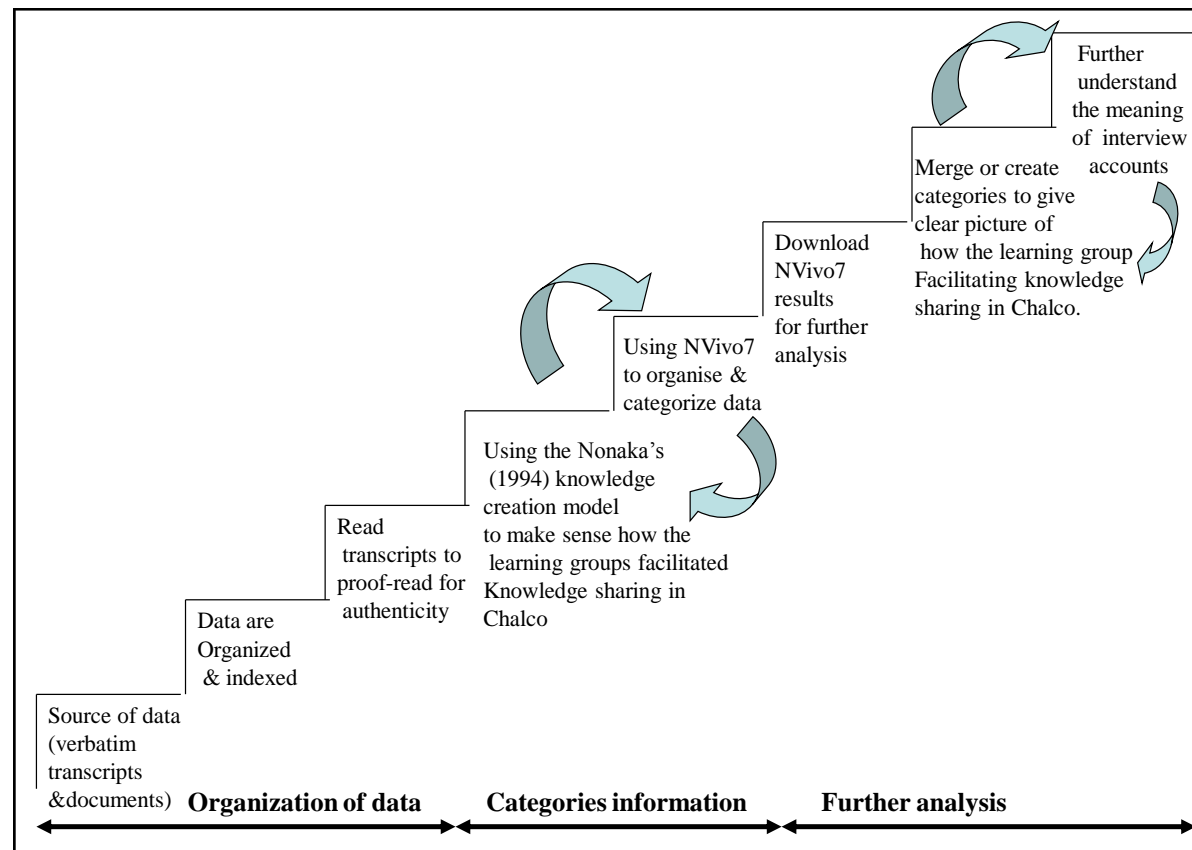 Source of data
(verbatim
transcripts
&documents)
Data are
Organized
& indexed
Read
transcripts to
proof-read for
authenticity
Using the Nonaka's
(1994) knowledge
creation model
to make sense how the
learning groups facilitated
Knowledge sharing in
Chalco
Using NVivo7
to organise &
categorize data
Download
NVivo7
results
for further
analysis
Merge or create
categories to give
clear picture of
how the learning group
Facilitating knowledge
sharing in Chalco.
Further
understand
the meaning
of interview
accounts
Organization of data
Categories information
Further analysis